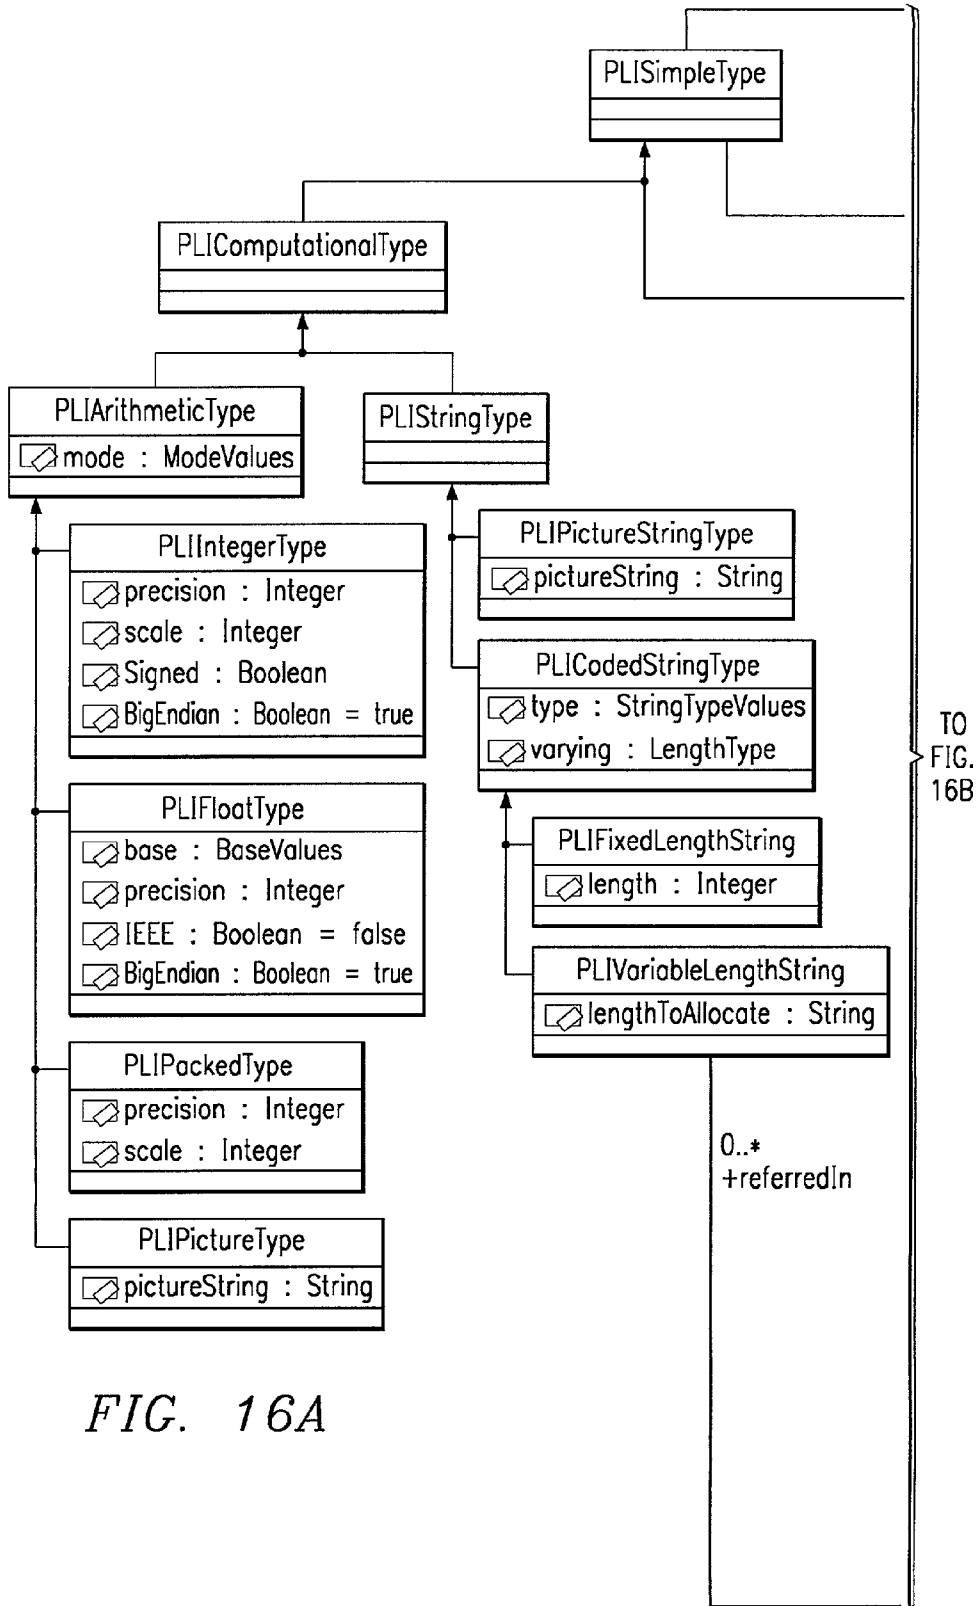 PLISimpleType
PLIComputationalType
PLIArithmeticType
mode : ModeValues
PLIStringType
PLIIntegerType
precision : Integer
scale : Integer
Signed : Boolean
BigEndian : Boolean = true
PLIPictureStringType
pictureString : String
PLICodedStringType
type : StringTypeValues
varying : LengthType
TO
FIG.
16B
PLIFloatType
base : BaseValues
precision : Integer
IEEE : Boolean = false
BigEndian : Boolean = true
PLIFixedLengthString
length : Integer
PLIVariableLengthString
lengthToAllocate : String
PLIPackedType
precision : Integer
scale : Integer
0..*
+referredIn
PLIPictureType
pictureString : String
FIG. 16A